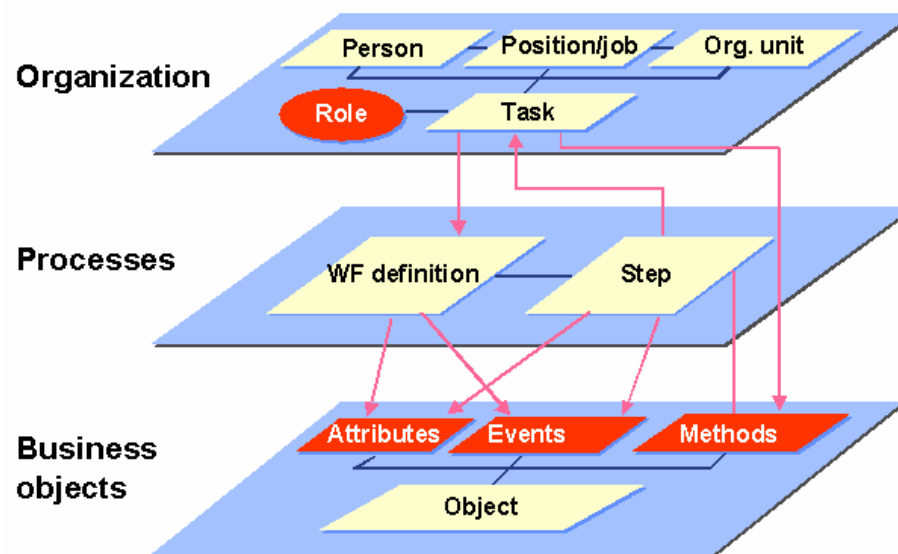 Person
Position/job
Org. unit
Organization
Role
Task
Processes
WF definition
Step
Attributes
Events
Methods
Business
objects
Object